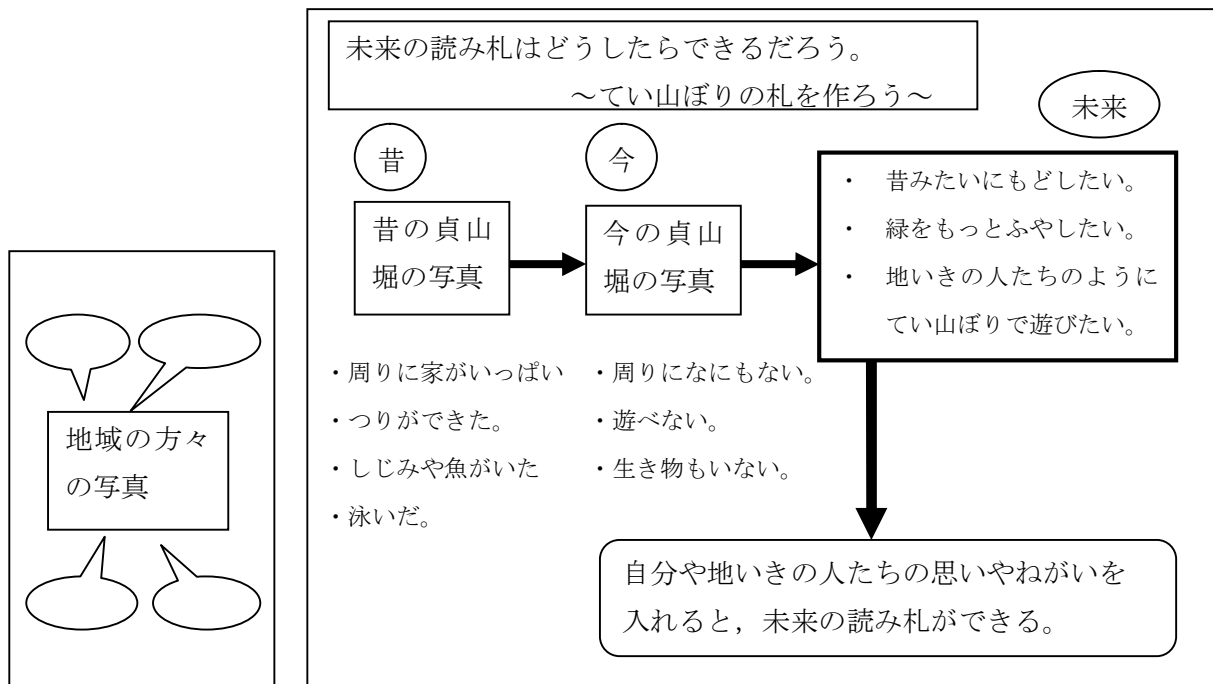 未来の読み札はどうしたらできるだろう。
～てい山ぼりの札を作ろう～
未来
昔
今
昔の貞山
堀の写真
今の貞山
堀の写真
・　昔みたいにもどしたい。
・　緑をもっとふやしたい。
・　地いきの人たちのように
てい山ぼりで遊びたい。
・周りに家がいっぱい
・つりができた。
・しじみや魚がいた
・泳いだ。
・周りになにもない。
・遊べない。
・生き物もいない。
地域の方々
の写真
自分や地いきの人たちの思いやねがいを
入れると，未来の読み札ができる。